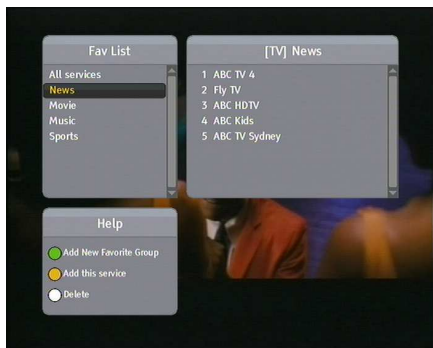 Fav List
All services
News
Movie
Music
Sports
[TV] News
1 ABC TV 4
2 Fly TV
3 ABC HDTV
4 ABC Kids
5 ABC TV Sydney
Help
Add New Favorite Group
Add this service
Delete